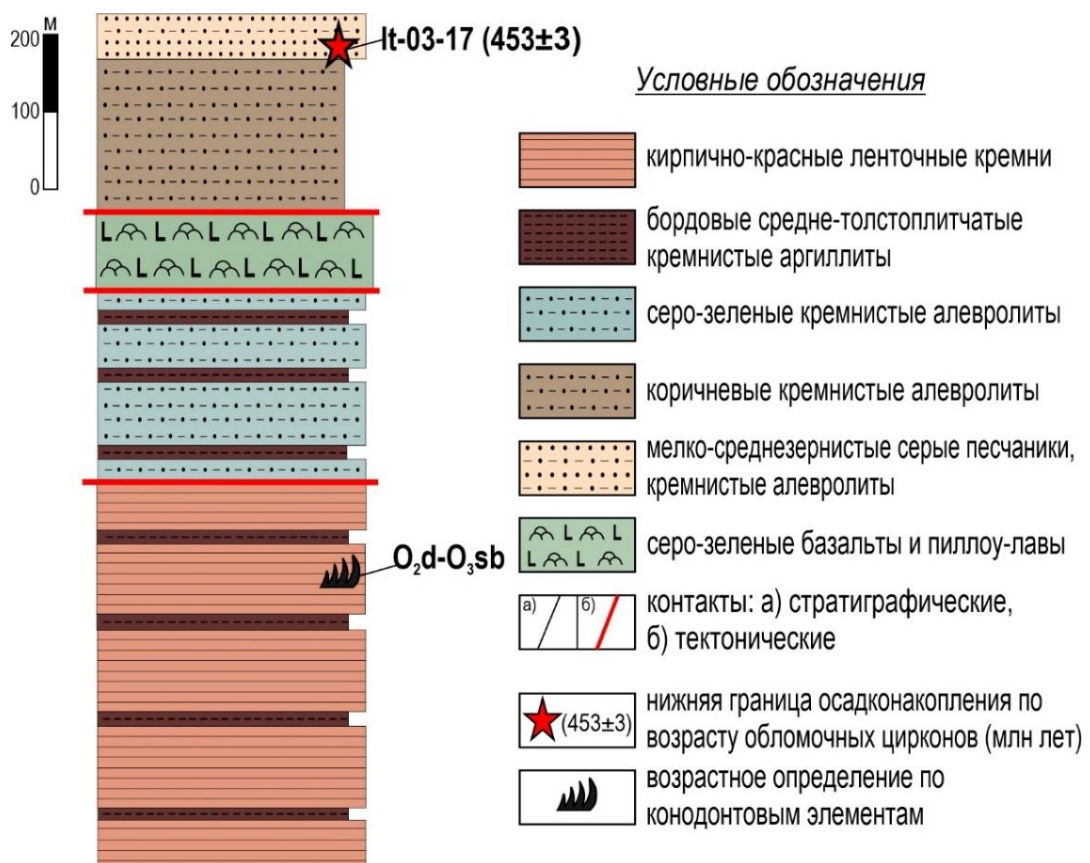 м
200
100
0
It-03-17 (453±3)
L L L L L
L L L L L
O₂d-O₃sb
Условные обозначения
кирпично-красные ленточные кремни
бордовые средне-толстоплитчатые
кремнистые аргиллиты
серо-зеленые кремнистые алевролиты
коричневые кремнистые алевролиты
мелко-среднезернистые серые песчаники,
кремнистые алевролиты
L L
L L
серо-зеленые базальты и пиллоу-лавы
а) б)
контакты: а) стратиграфические,
б) тектонические
(453±3)
нижняя граница осадконакопления по
возрасту обломочных цирконов (млн лет)
возрастное определение по
конодонтовым элементам